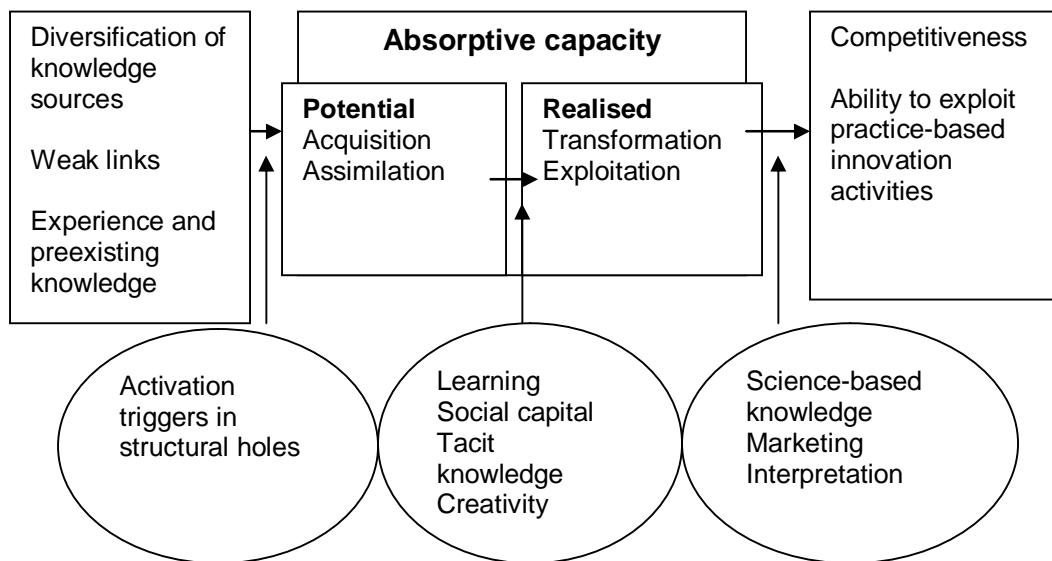 Diversification of
knowledge
sources
Weak links
Experience and
preexisting
knowledge
Absorptive capacity
Potential
Acquisition
Assimilation
Realised
Transformation
Exploitation
Competitiveness
Ability to exploit
practice-based
innovation
activities
Activation
triggers in
structural holes
Learning
Social capital
Tacit
knowledge
Creativity
Science-based
knowledge
Marketing
Interpretation